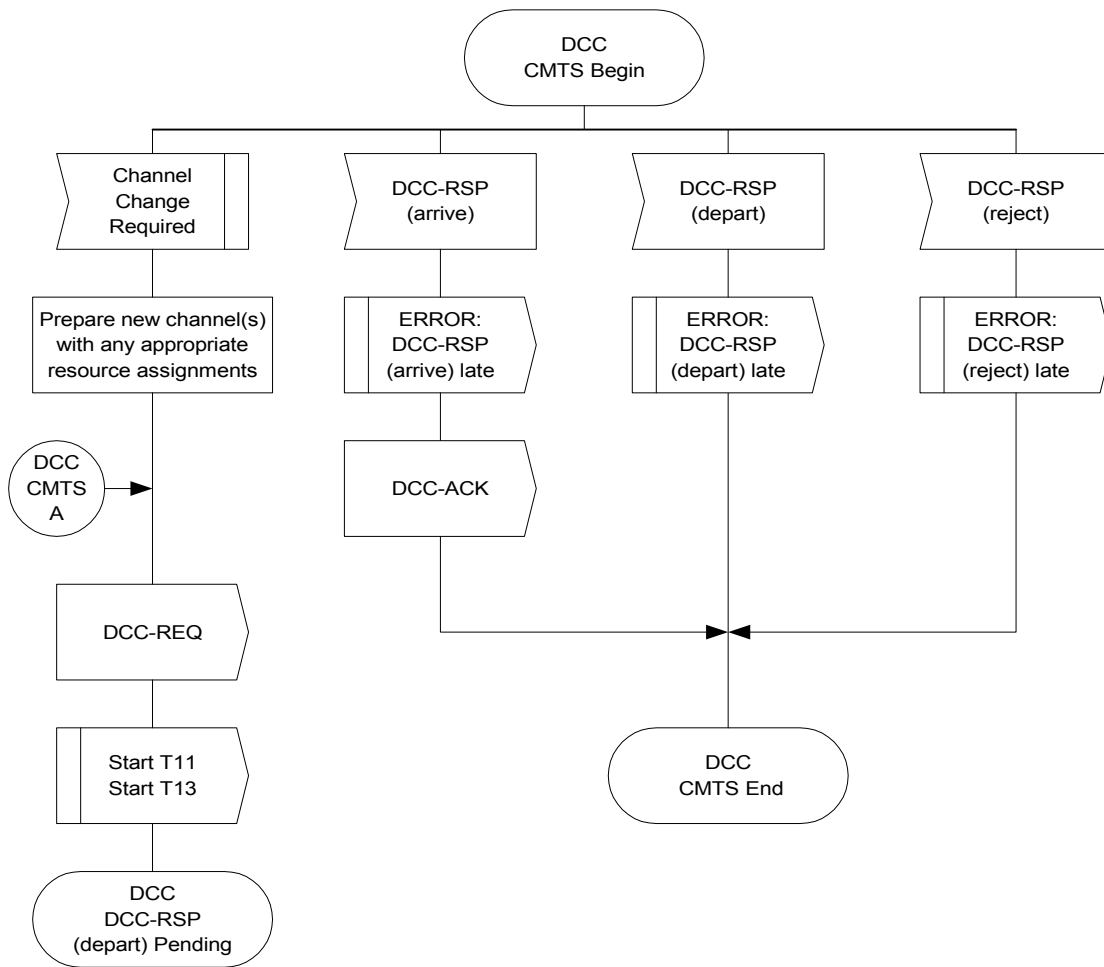 DCC
CMTS Begin
Channel
Change
Required
DCC-RSP
(arrive)
DCC-RSP
(depart)
DCC-RSP
(reject)
Prepare new channel(s)
with any appropriate
resource assignments
ERROR:
DCC-RSP
(arrive) late
ERROR:
DCC-RSP
(depart) late
ERROR:
DCC-RSP
(reject) late
DCC
CMTS
A
DCC-ACK
DCC-REQ
Start T11
Start T13
DCC
CMTS End
DCC
DCC-RSP
(depart) Pending